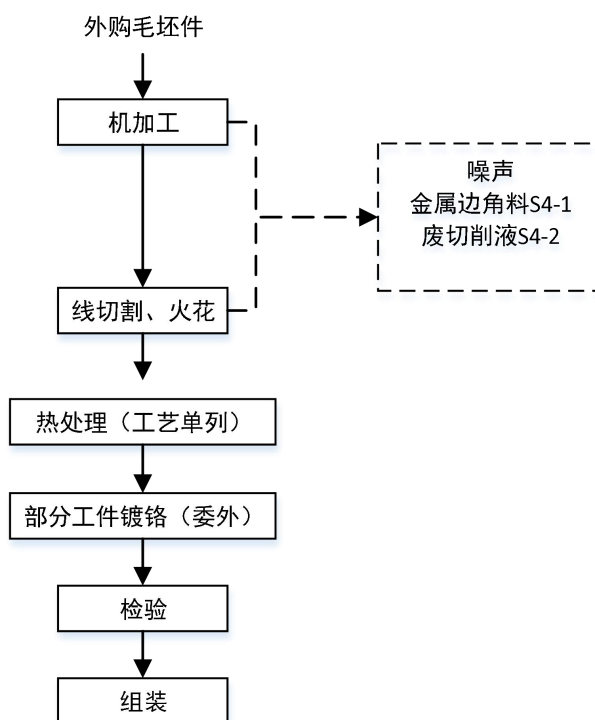 外购毛坯件
机加工
噪声
金属边角料S4-1
废切削液S4-2
线切割、火花
热处理（工艺单列）
部分工件镀铬（委外）
检验
组装